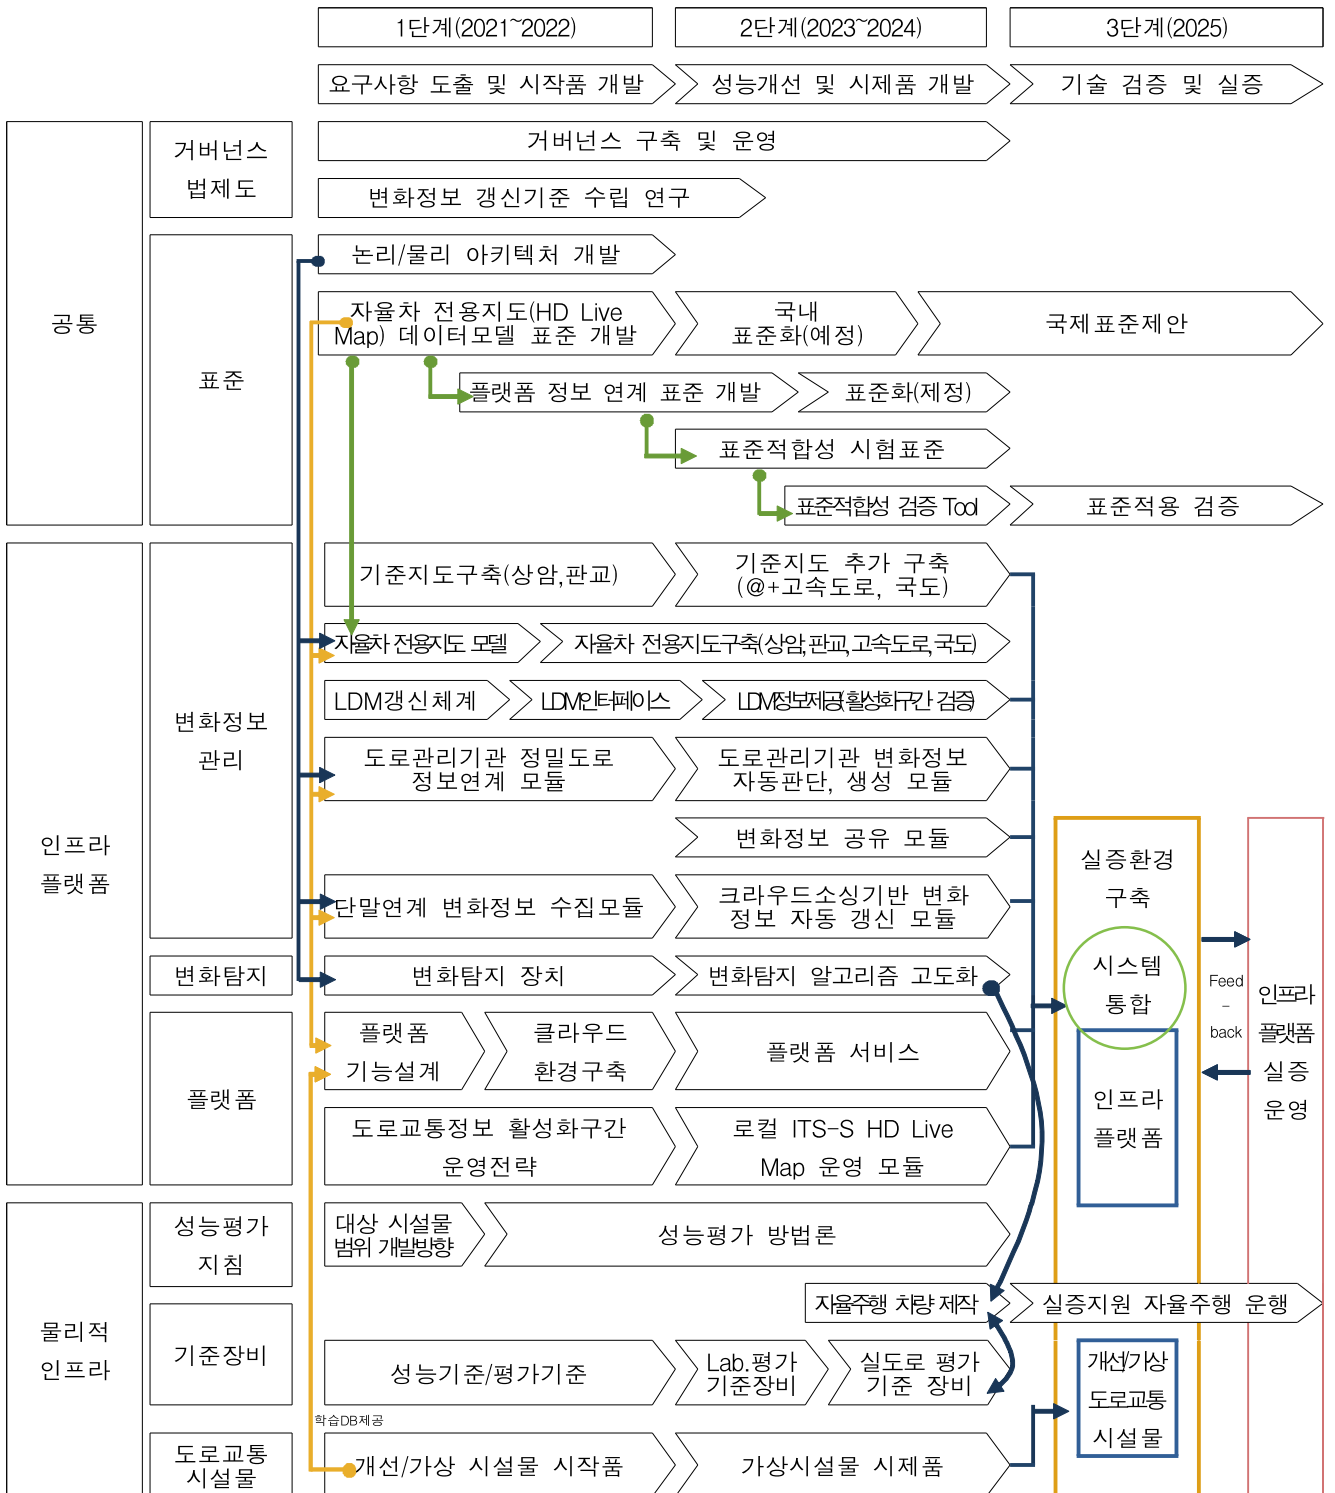 1단계(2021~2022)
2단계(2023~2024)
3단계(2025)
요구사항 도출 및 시작품 개발
성능개선 및 시제품 개발
기술 검증 및 실증
공통
거버넌스
법제도
거버넌스 구축 및 운영
변화정보 갱신기준 수립 연구
표준
논리/물리 아키텍처 개발
자율차 전용지도(HD Live
Map) 데이터모델 표준 개발
국내
표준화(예정)
국제표준제안
플랫폼 정보 연계 표준 개발
표준화(제정)
표준적합성 시험표준
표준적합성 검증 Tool
표준적용 검증
인프라
플랫폼
변화정보
관리
기준지도구축(상암,판교)
기준지도 추가 구축
(@+고속도로, 국도)
자율차 전용지도 모델
자율차 전용지도구축(상암,판교,고속도로,국도)
LDM갱신체계
LDM인터페이스
LDM정보제공(활성화구간 검증)
도로관리기관 정밀도로
정보연계 모듈
도로관리기관 변화정보
자동판단, 생성 모듈
변화정보 공유 모듈
단말연계 변화정보 수집모듈
크라우드소싱기반 변화
정보 자동 갱신 모듈
변화탐지
변화탐지 장치
변화탐지 알고리즘 고도화
플랫폼
플랫폼
기능설계
클라우드
환경구축
플랫폼 서비스
도로교통정보 활성화구간
운영전략
로컬 ITS-S HD Live
Map 운영 모듈
실증환경
구축
시스템
통합
인프라
플랫폼
Feed
-
back
인프라
플랫폼
실증
운영
물리적
인프라
성능평가
지침
대상 시설물
범위 개발방향
성능평가 방법론
자율주행 차량 제작
실증지원 자율주행 운행
기준장비
성능기준/평가기준
Lab.평가
기준장비
실도로 평가
기준 장비
개선/가상
도로교통
시설물
학습DB제공
도로교통
시설물
개선/가상 시설물 시작품
가상시설물 시제품